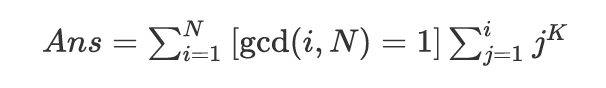 Ans = ∑_{i=1}^{N} [gcd(i, N) = 1] ∑_{j=1}^{i} j^K